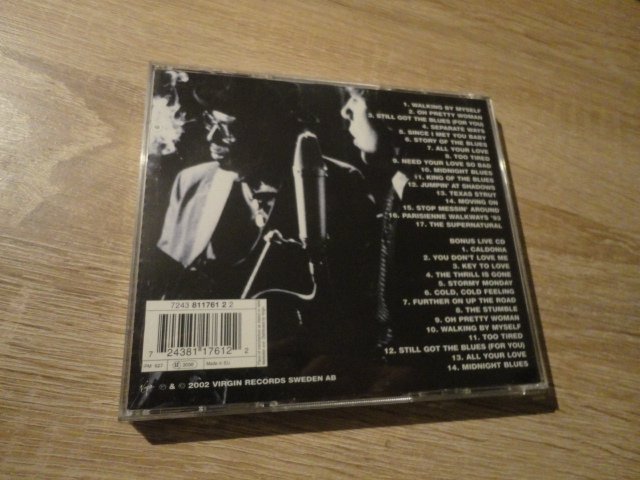 1. WALKING BY MYSELF
2. OH PRETTY WOMAN
3. STILL GOT THE BLUES (FOR YOU)
4. SEPARATE WAYS
5. SINCE I MET YOU BABY
6. STORY OF THE BLUES
7. ALL YOUR LOVE
8. TOO TIRED
9. NEED YOUR LOVE SO BAD
10. MIDNIGHT BLUES
11. KING OF THE BLUES
12. JUMPIN' AT SHADOWS
13. TEXAS STRUT
14. MOVING ON
15. STOP MESSIN' AROUND
16. PARISIENNE WALKWAYS '93
17. THE SUPERNATURAL
BONUS LIVE CD
1. CALDONIA
2. YOU DON'T LOVE ME
3. KEY TO LOVE
4. THE THRILL IS GONE
5. STORMY MONDAY
6. COLD, COLD FEELING
7. FURTHER ON UP THE ROAD
8. THE STUMBLE
9. OH PRETTY WOMAN
10. WALKING BY MYSELF
11. TOO TIRED
12. STILL GOT THE BLUES (FOR YOU)
13. ALL YOUR LOVE
14. MIDNIGHT BLUES
7243 811761 2 2
7 24381 17612 2
PM 527
Made in EU
℗ & © 2002 VIRGIN RECORDS SWEDEN AB